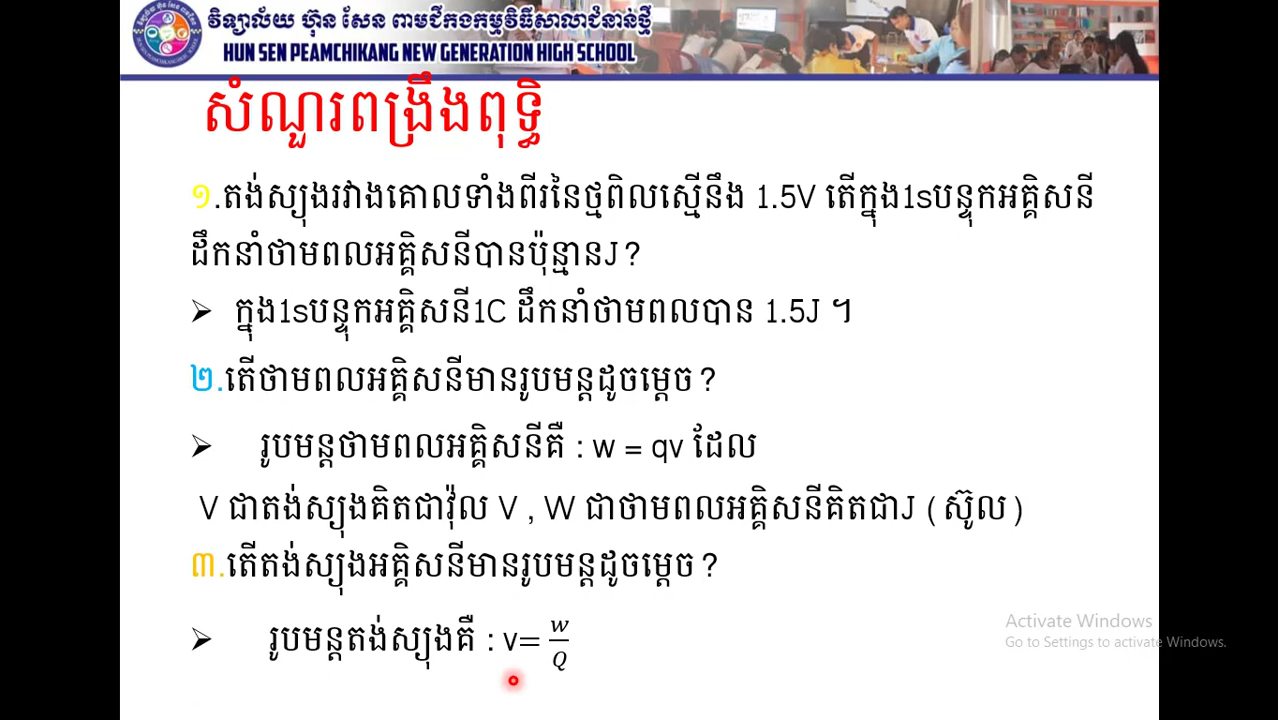 វិទ្យាល័យ ហ៊ុន សែន ពាមជីកងកម្មវិធីសាលាជំនាន់ថ្មី
HUN SEN PEAMCHIKANG NEW GENERATION HIGH SCHOOL
សំណួរពង្រឹងពុទ្ធិ
១.តង់ស្យុងរវាងគោលទាំងពីរនៃថ្មពិលស្មើនឹង 1.5V តើក្នុង1sបន្ទុកអគ្គិសនី
ដឹកនាំថាមពលអគ្គិសនីបានប៉ុន្មានJ?
➢ ក្នុង1sបន្ទុកអគ្គិសនី1C ដឹកនាំថាមពលបាន 1.5J ។
២.តើថាមពលអគ្គិសនីមានរូបមន្តដូចម្តេច?
➢ រូបមន្តថាមពលអគ្គិសនីគឺ : w = qv ដែល
V ជាតង់ស្យុងគិតជាវ៉ុល V , W ជាថាមពលអគ្គិសនីគិតជាJ (ស៊ូល)
៣.តើតង់ស្យុងអគ្គិសនីមានរូបមន្តដូចម្តេច?
➢ រូបមន្តតង់ស្យុងគឺ : v= w/Q
Activate Windows
Go to Settings to activate Windows.